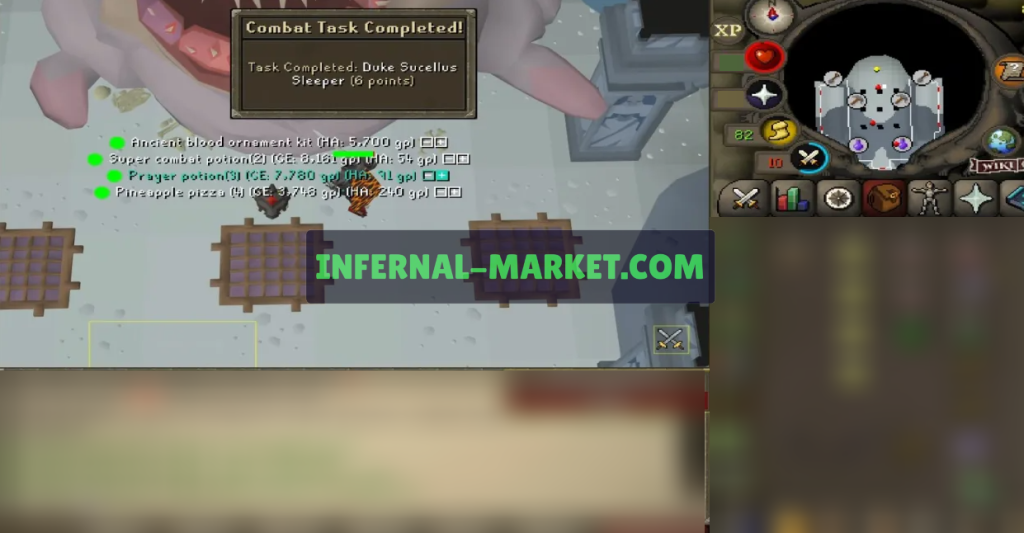 Combat Task Completed!
Task Completed: Duke Sucellus
Sleeper (6 points)
XP
Ancient blood ornament kit (HA: 5,700 gp)
Super combat potion(2) (GE: 8,161 gp) (HA: 54 gp)
Prayer potion(3) (GE: 7,780 gp) (HA: 91 gp)
Pineapple pizza (4) (GE: 3,748 gp) (HA: 240 gp)
82
10
WIKI
INFERNAL-MARKET.COM